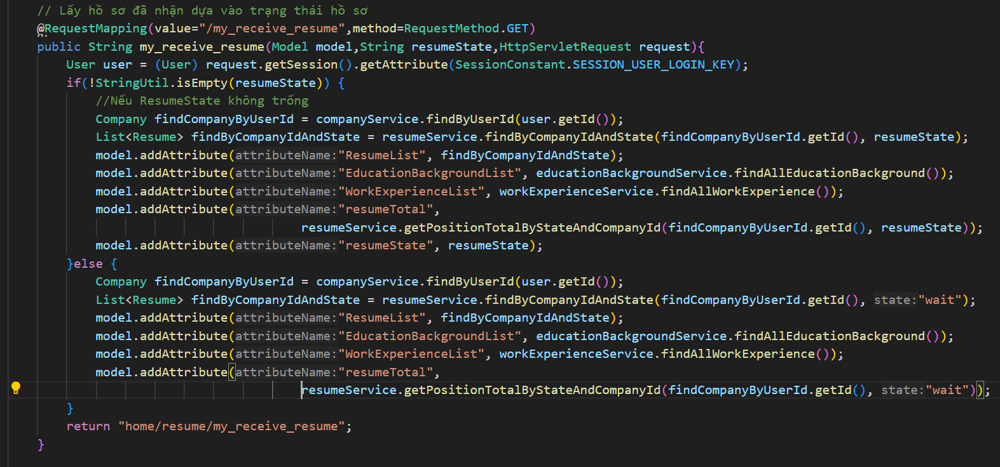 // Lấy hồ sơ đã nhận dựa vào trạng thái hồ sơ
@RequestMapping(value="/my_receive_resume",method=RequestMethod.GET)
public String my_receive_resume(Model model,String resumeState,HttpServletRequest request){
User user = (User) request.getSession().getAttribute(SessionConstant.SESSION_USER_LOGIN_KEY);
if(!StringUtil.isEmpty(resumeState)) {
//Nếu ResumeState không trống
Company findCompanyByUserId = companyService.findByUserId(user.getId());
List<Resume> findByCompanyIdAndState = resumeService.findByCompanyIdAndState(findCompanyByUserId.getId(), resumeState);
model.addAttribute(attributeName:"ResumeList", findByCompanyIdAndState);
model.addAttribute(attributeName:"EducationBackgroundList", educationBackgroundService.findAllEducationBackground());
model.addAttribute(attributeName:"WorkExperienceList", workExperienceService.findAllWorkExperience());
model.addAttribute(attributeName:"resumeTotal",
resumeService.getPositionTotalByStateAndCompanyId(findCompanyByUserId.getId(), resumeState));
model.addAttribute(attributeName:"resumeState", resumeState);
}else {
Company findCompanyByUserId = companyService.findByUserId(user.getId());
List<Resume> findByCompanyIdAndState = resumeService.findByCompanyIdAndState(findCompanyByUserId.getId(), state:"wait");
model.addAttribute(attributeName:"ResumeList", findByCompanyIdAndState);
model.addAttribute(attributeName:"EducationBackgroundList", educationBackgroundService.findAllEducationBackground());
model.addAttribute(attributeName:"WorkExperienceList", workExperienceService.findAllWorkExperience());
model.addAttribute(attributeName:"resumeTotal",
resumeService.getPositionTotalByStateAndCompanyId(findCompanyByUserId.getId(), state:"wait"));
}
return "home/resume/my_receive_resume";
}